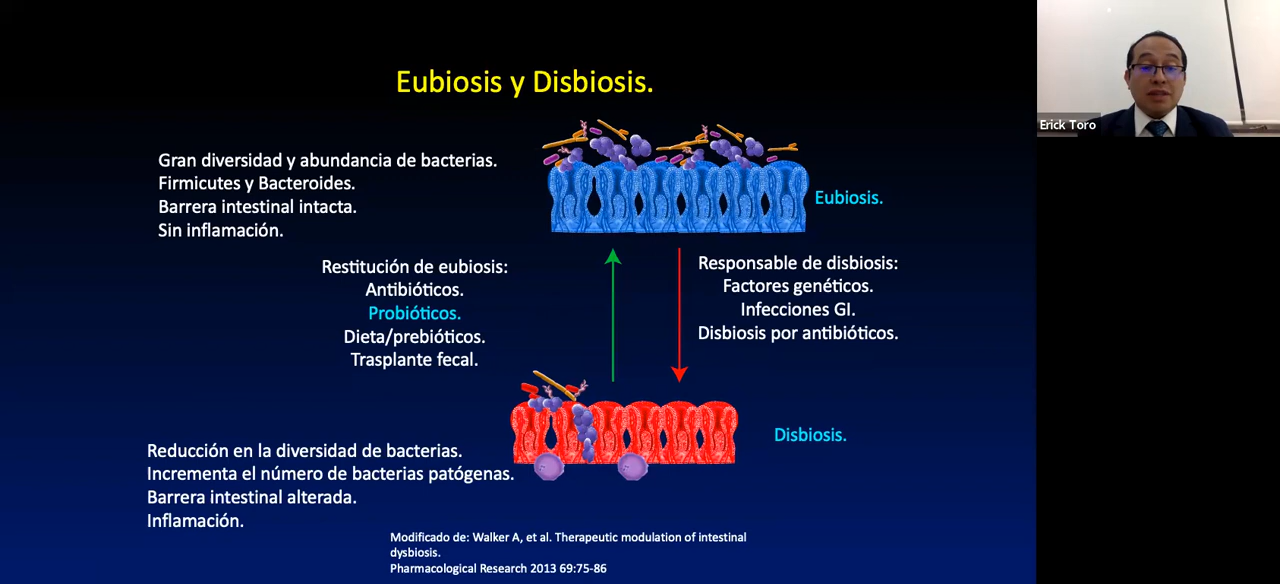 Eubiosis y Disbiosis.
Erick Toro
Gran diversidad y abundancia de bacterias.
Firmicutes y Bacteroides.
Barrera intestinal intacta.
Sin inflamación.
Eubiosis.
Restitución de eubiosis:
Antibióticos.
Probióticos.
Dieta/prebióticos.
Trasplante fecal.
Responsable de disbiosis:
Factores genéticos.
Infecciones GI.
Disbiosis por antibióticos.
Disbiosis.
Reducción en la diversidad de bacterias.
Incrementa el número de bacterias patógenas.
Barrera intestinal alterada.
Inflamación.
Modificado de: Walker A, et al. Therapeutic modulation of intestinal
dysbiosis.
Pharmacological Research 2013 69:75-86